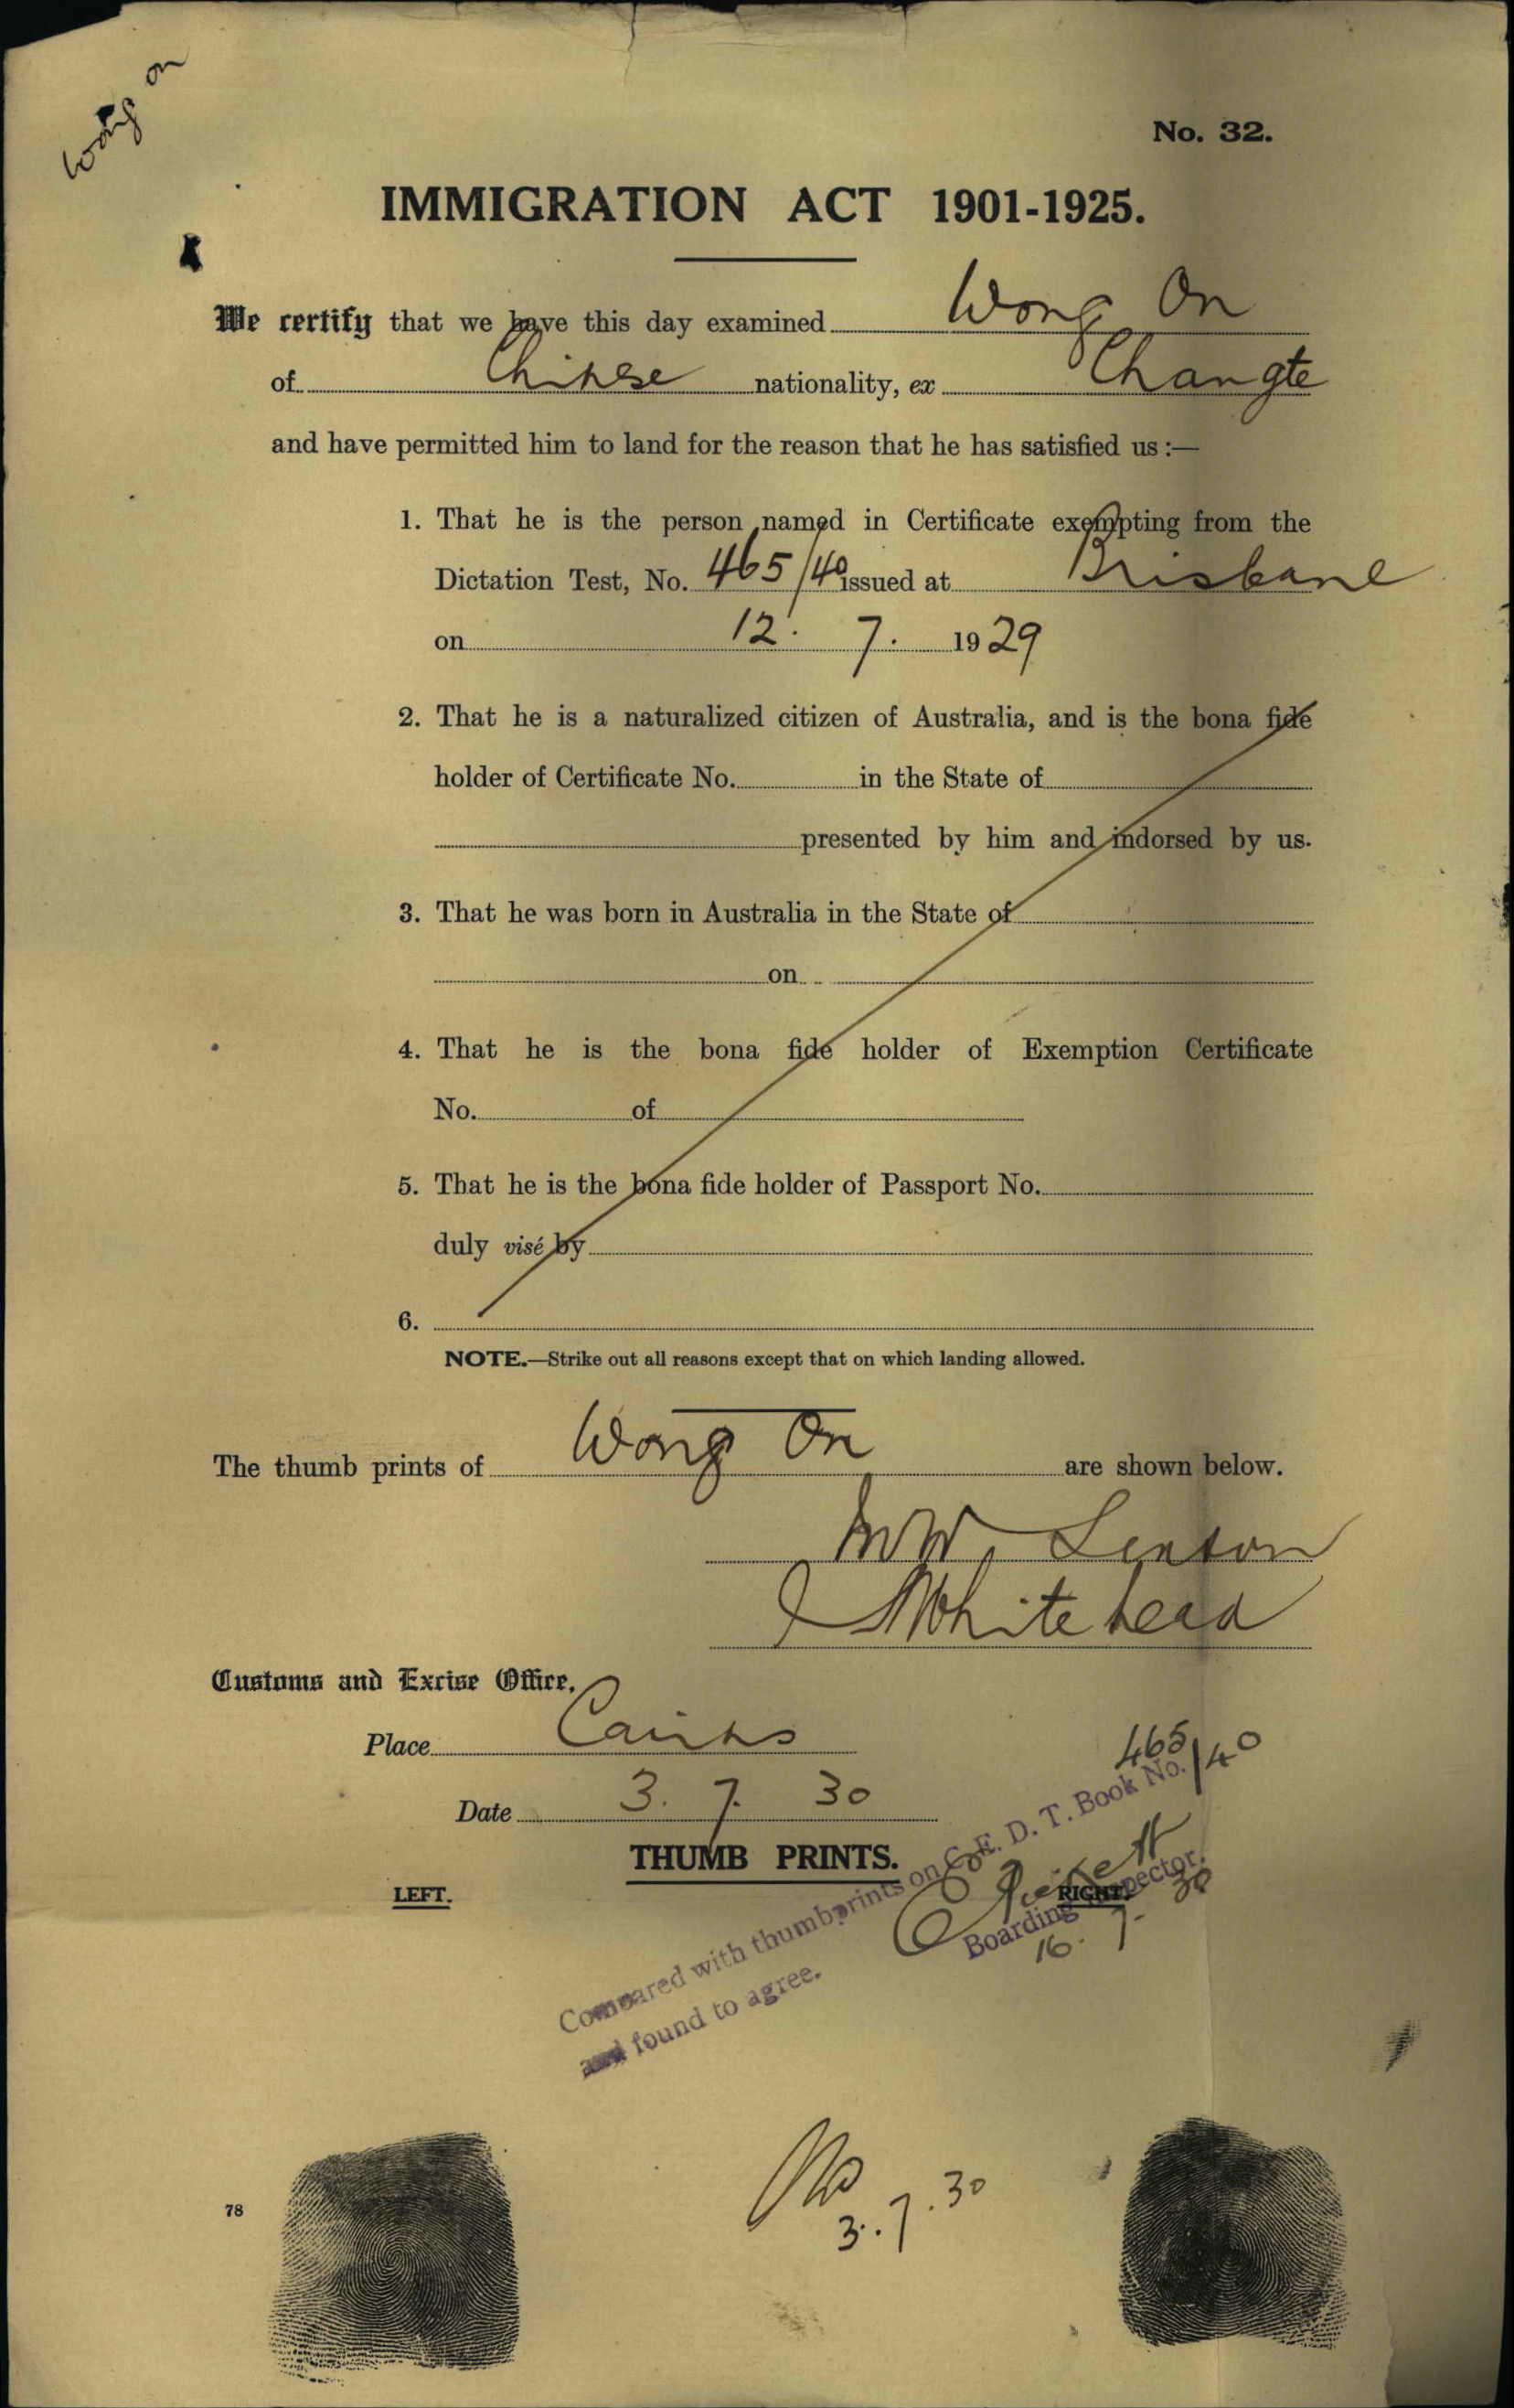 Wong On
No. 32.
IMMIGRATION ACT 1901-1925.
We certify that we have this day examined Wong On
of Chinese nationality, ex Changte
and have permitted him to land for the reason that he has satisfied us :—
1. That he is the person named in Certificate exempting from the
Dictation Test, No. 465/40 issued at Brisbane
on 12. 7. 1929
2. That he is a naturalized citizen of Australia, and is the bona fide
holder of Certificate No. in the State of
presented by him and indorsed by us.
3. That he was born in Australia in the State of
on
4. That he is the bona fide holder of Exemption Certificate
No. of
5. That he is the bona fide holder of Passport No.
duly visé by
6.
NOTE.—Strike out all reasons except that on which landing allowed.
The thumb prints of Wong On are shown below.
Whitehead
Customs and Excise Office,
Place Cairns
Date 3. 7. 30
465/40
THUMB PRINTS.
LEFT.
RIGHT.
Compared with thumbprints on C. E. D. T. Book No.
and found to agree.
Boarding Inspector.
16. 7. 30
3. 7. 30
78